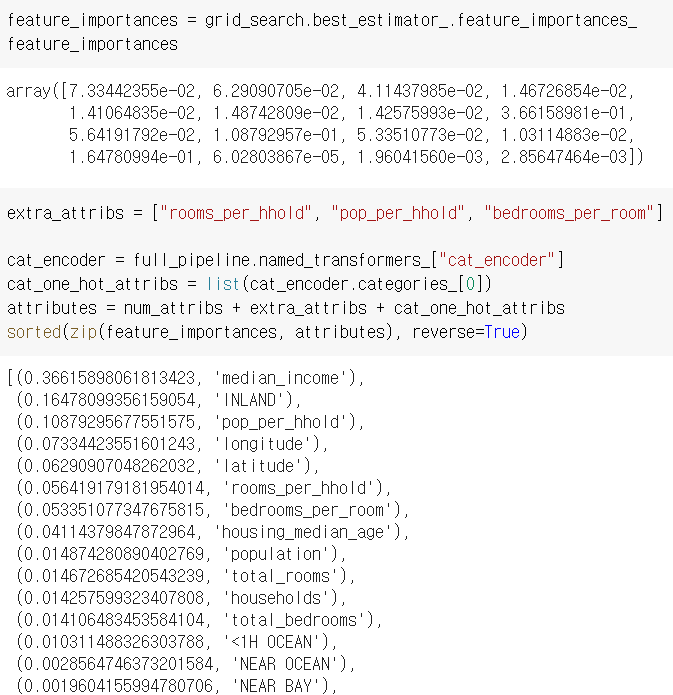 feature_importances = grid_search.best_estimator_.feature_importances_
feature_importances
array([7.33442355e-02, 6.29090705e-02, 4.11437985e-02, 1.46726854e-02,
1.41064835e-02, 1.48742809e-02, 1.42575993e-02, 3.66158981e-01,
5.64191792e-02, 1.08792957e-01, 5.33510773e-02, 1.03114883e-02,
1.64780994e-01, 6.02803867e-05, 1.96041560e-03, 2.85647464e-03])
extra_attribs = ["rooms_per_hhold", "pop_per_hhold", "bedrooms_per_room"]
cat_encoder = full_pipeline.named_transformers_["cat_encoder"]
cat_one_hot_attribs = list(cat_encoder.categories_[0])
attributes = num_attribs + extra_attribs + cat_one_hot_attribs
sorted(zip(feature_importances, attributes), reverse=True)
[(0.36615898061813423, 'median_income'),
(0.16478099356159054, 'INLAND'),
(0.10879295677551575, 'pop_per_hhold'),
(0.07334423551601243, 'longitude'),
(0.06290907048262032, 'latitude'),
(0.056419179181954014, 'rooms_per_hhold'),
(0.053351077347675815, 'bedrooms_per_room'),
(0.04114379847872964, 'housing_median_age'),
(0.014874280890402769, 'population'),
(0.014672685420543239, 'total_rooms'),
(0.014257599323407808, 'households'),
(0.014106483453584104, 'total_bedrooms'),
(0.010311488326303788, '<1H OCEAN'),
(0.0028564746373201584, 'NEAR OCEAN'),
(0.0019604155994780706, 'NEAR BAY'),